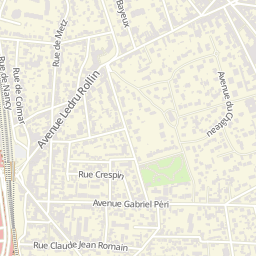 Rue de Metz
Bayeux
Rue de Nancy
Rue de Colmar
Avenue Ledru Rollin
Avenue du Château
Rue Crespin
Avenue Gabriel Péri
Rue Claude Jean Romain